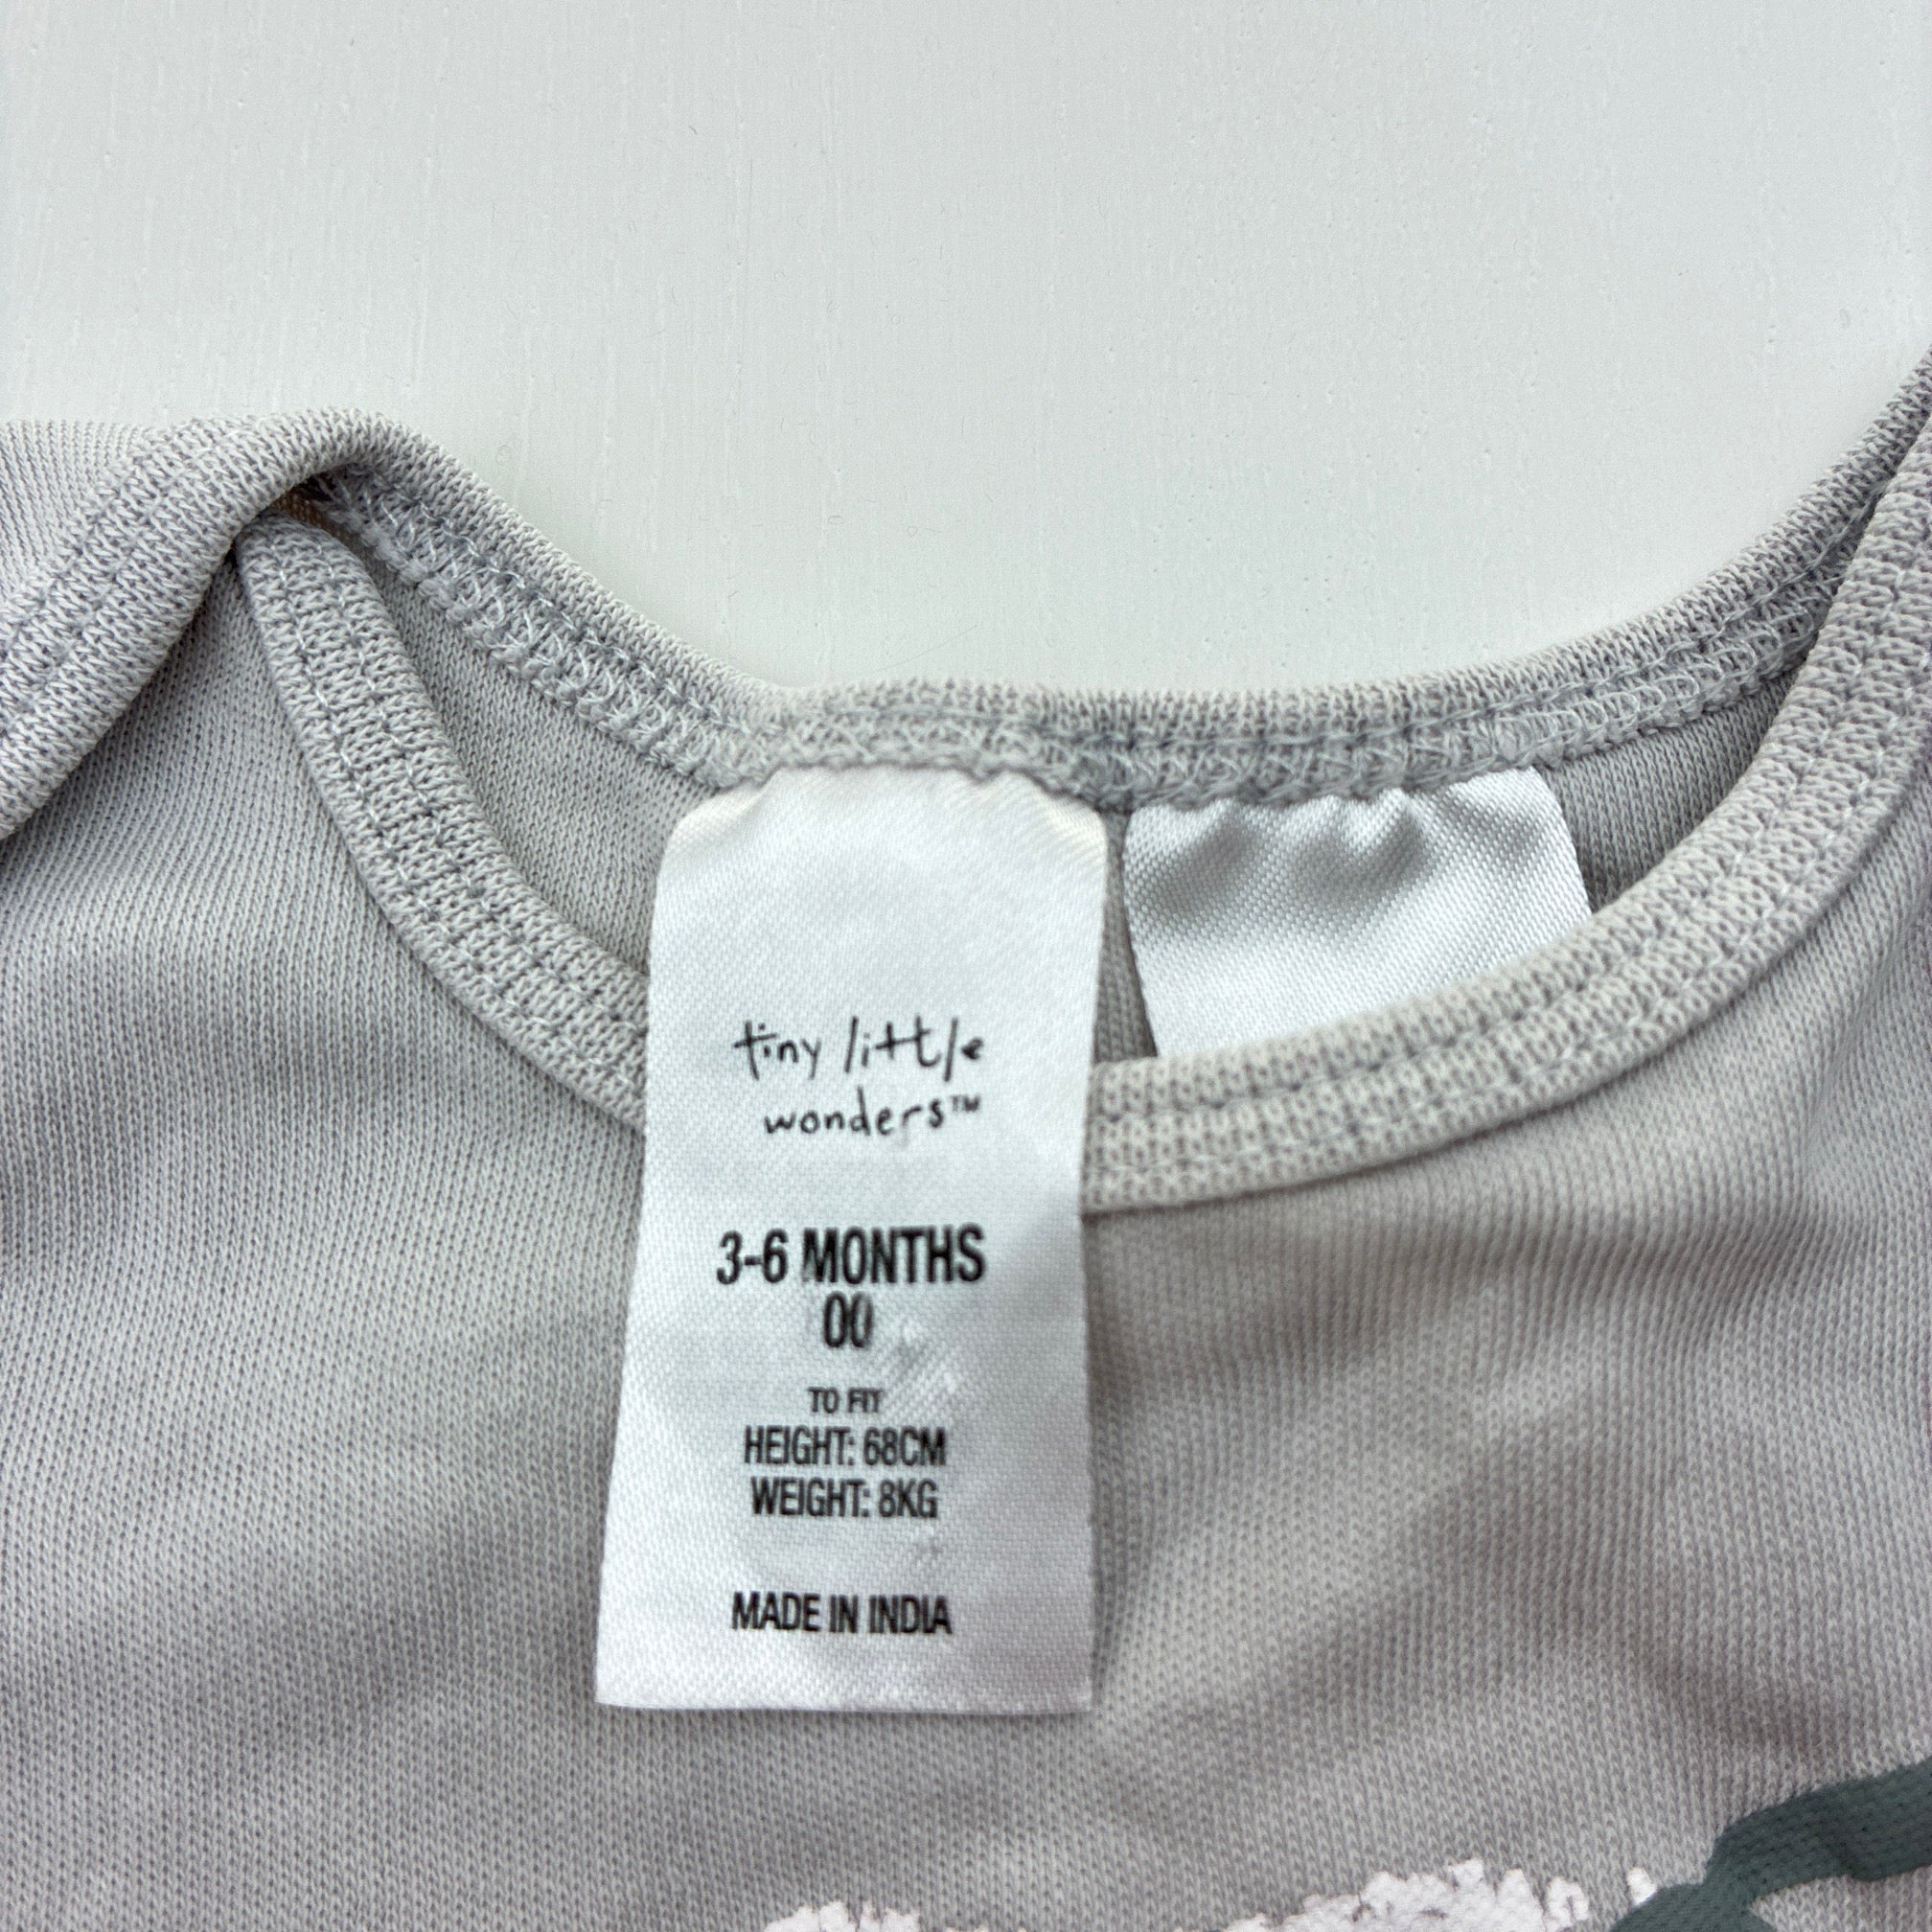 tiny little
wonders™
3-6 MONTHS
00
TO FIT
HEIGHT: 68CM
WEIGHT: 8KG
MADE IN INDIA